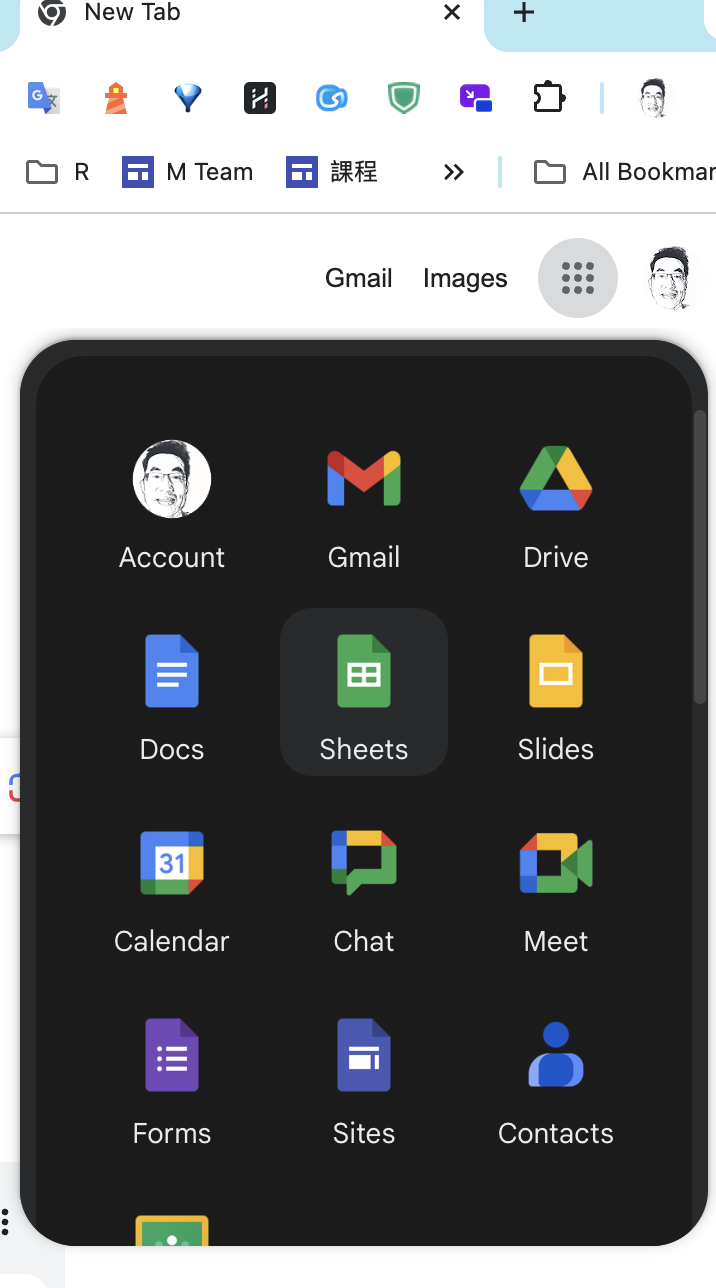 New Tab
R M Team 課程 All Bookmar
Gmail Images
Account Gmail Drive
Docs Sheets Slides
31
Calendar Chat Meet
Forms Sites Contacts